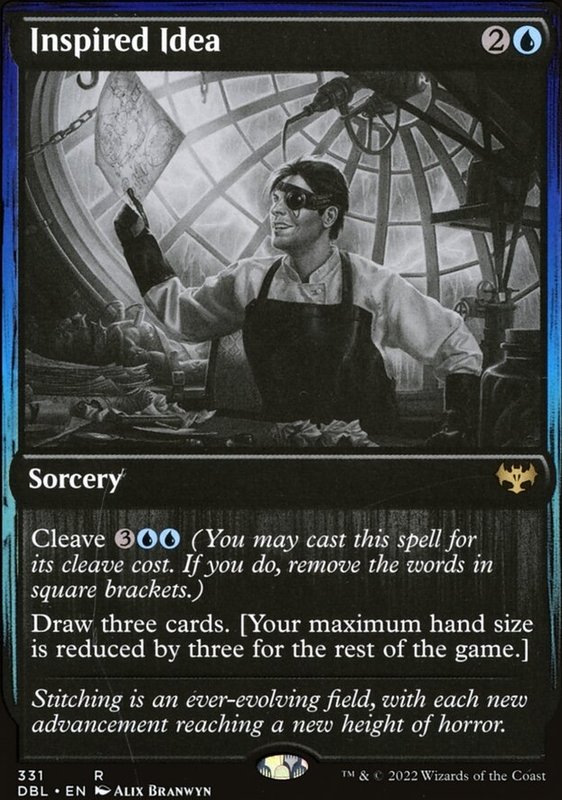 Inspired Idea 2
Sorcery
Cleave 3 (You may cast this spell for
its cleave cost. If you do, remove the words in
square brackets.)
Draw three cards. [Your maximum hand size
is reduced by three for the rest of the game.]
Stitching is an ever-evolving field, with each new
advancement reaching a new height of horror.
331 R
DBL • EN Alix Branwyn ™ & © 2022 Wizards of the Coast